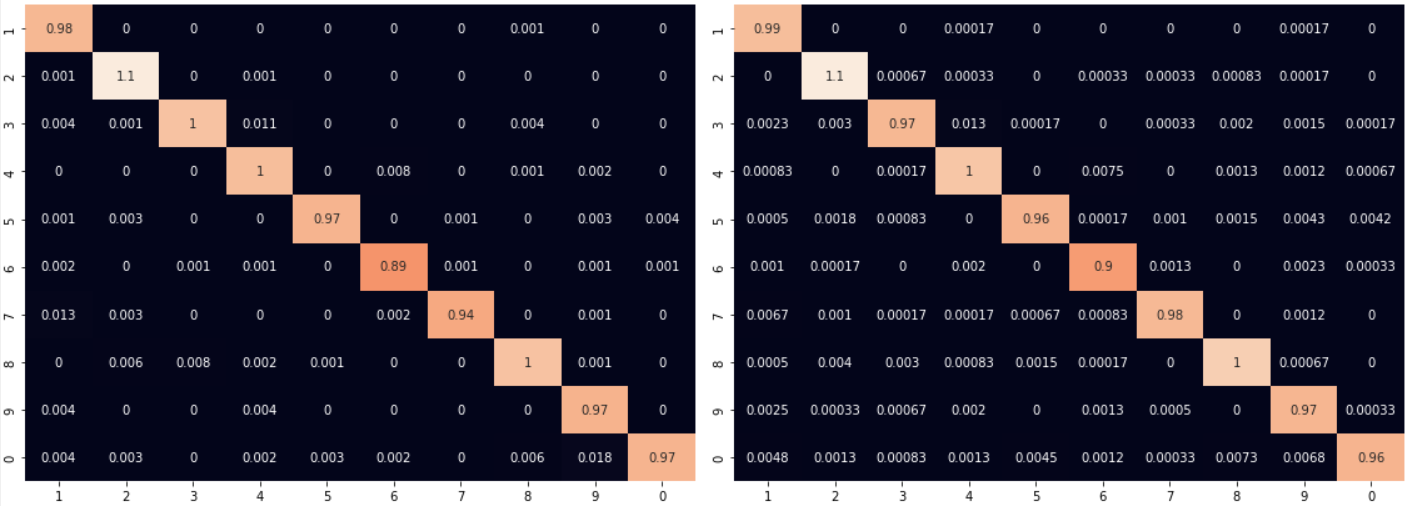 1 0.98 0 0 0 0 0 0 0.001 0 0
2 0.001 1.1 0 0.001 0 0 0 0 0 0
3 0.004 0.001 1 0.011 0 0 0 0.004 0 0
4 0 0 0 1 0 0.008 0 0.001 0.002 0
5 0.001 0.003 0 0 0.97 0 0.001 0 0.003 0.004
6 0.002 0 0.001 0.001 0 0.89 0.001 0 0.001 0.001
7 0.013 0.003 0 0 0 0.002 0.94 0 0.001 0
8 0 0.006 0.008 0.002 0.001 0 0 1 0.001 0
9 0.004 0 0 0.004 0 0 0 0 0.97 0
0 0.004 0.003 0 0.002 0.003 0.002 0 0.006 0.018 0.97
1 2 3 4 5 6 7 8 9 0
1 0.99 0 0 0.00017 0 0 0 0 0.00017 0
2 0 1.1 0.00067 0.00033 0 0.00033 0.00033 0.00083 0.00017 0
3 0.0023 0.003 0.97 0.013 0.00017 0 0.00033 0.002 0.0015 0.00017
4 0.00083 0 0.00017 1 0 0.0075 0 0.0013 0.0012 0.00067
5 0.0005 0.0018 0.00083 0 0.96 0.00017 0.001 0.0015 0.0043 0.0042
6 0.001 0.00017 0 0.002 0 0.9 0.0013 0 0.0023 0.00033
7 0.0067 0.001 0.00017 0.00017 0.00067 0.00083 0.98 0 0.0012 0
8 0.0005 0.004 0.003 0.00083 0.0015 0.00017 0 1 0.00067 0
9 0.0025 0.00033 0.00067 0.002 0 0.0013 0.0005 0 0.97 0.00033
0 0.0048 0.0013 0.00083 0.0013 0.0045 0.0012 0.00033 0.0073 0.0068 0.96
1 2 3 4 5 6 7 8 9 0